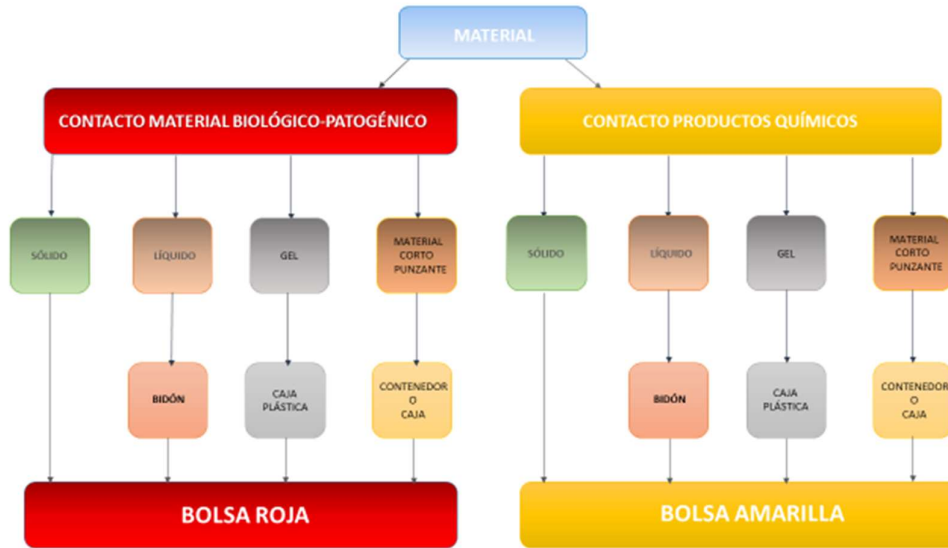 MATERIAL
CONTACTO MATERIAL BIOLÓGICO-PATOGÉNICO
CONTACTO PRODUCTOS QUÍMICOS
SÓLIDO
LÍQUIDO
GEL
MATERIAL
CORTO
PUNZANTE
SÓLIDO
LÍQUIDO
GEL
MATERIAL
CORTO
PUNZANTE
BIDÓN
CAJA
PLÁSTICA
CONTENEDOR
O
CAJA
BIDÓN
CAJA
PLÁSTICA
CONTENEDOR
O
CAJA
BOLSA ROJA
BOLSA AMARILLA